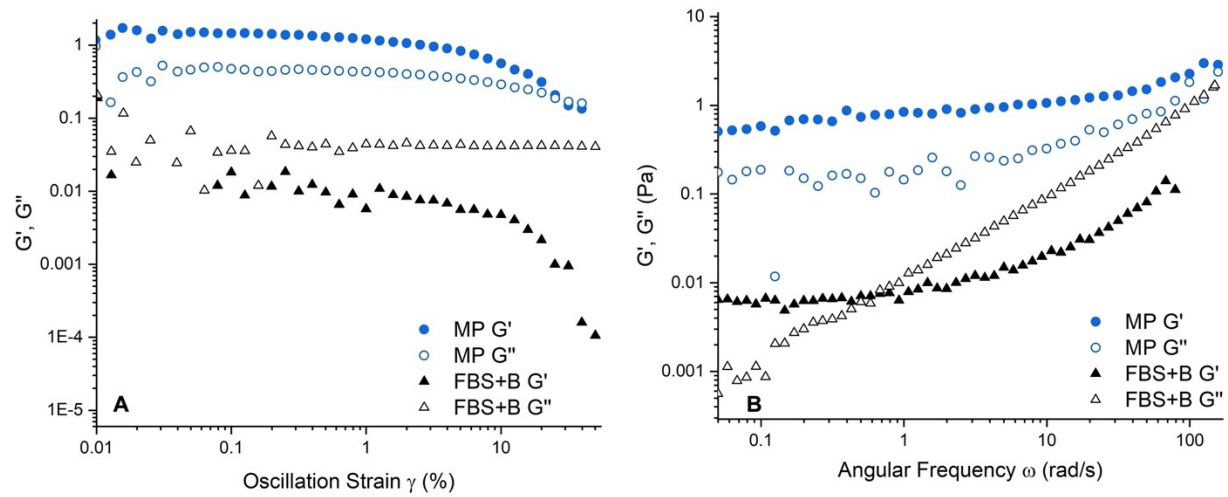 G', G"
1
0.1
0.01
0.001
1E-4
1E-5
0.01
0.1
1
10
Oscillation Strain γ (%)
A
MP G'
MP G"
FBS+B G'
FBS+B G"
G', G" (Pa)
10
1
0.1
0.01
0.001
0.1
1
10
100
Angular Frequency ω (rad/s)
B
MP G'
MP G"
FBS+B G'
FBS+B G"